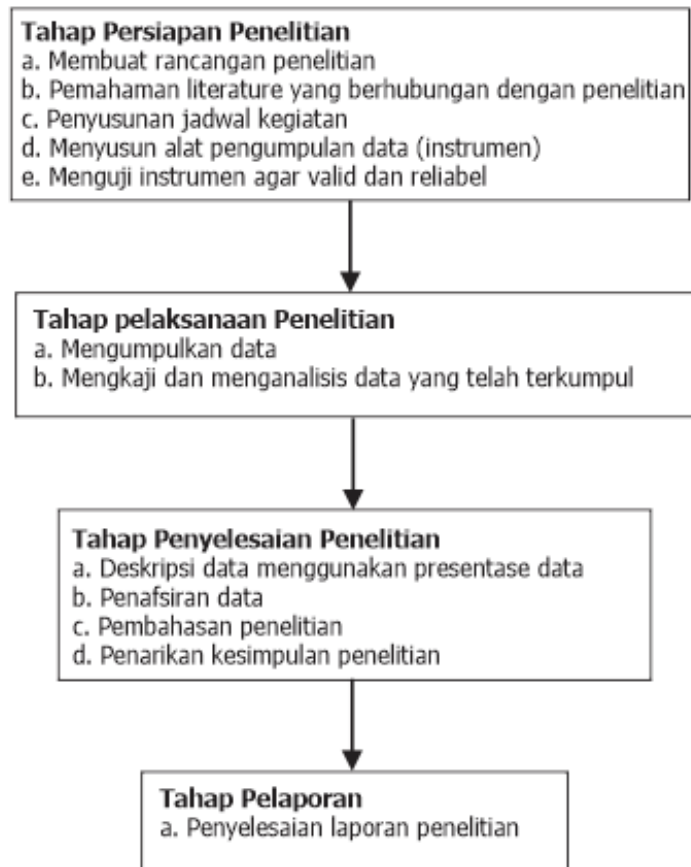 Tahap Persiapan Penelitian
a. Membuat rancangan penelitian
b. Pemahaman literature yang berhubungan dengan penelitian
c. Penyusunan jadwal kegiatan
d. Menyusun alat pengumpulan data (instrumen)
e. Menguji instrumen agar valid dan reliabel
Tahap pelaksanaan Penelitian
a. Mengumpulkan data
b. Mengkaji dan menganalisis data yang telah terkumpul
Tahap Penyelesaian Penelitian
a. Deskripsi data menggunakan presentase data
b. Penafsiran data
c. Pembahasan penelitian
d. Penarikan kesimpulan penelitian
Tahap Pelaporan
a. Penyelesaian laporan penelitian